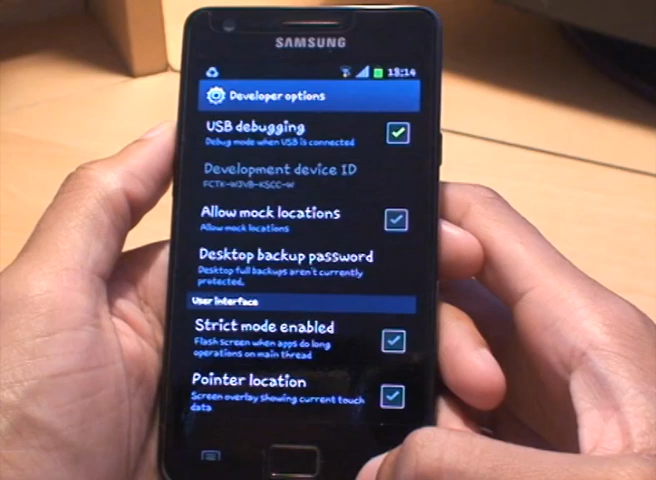 SAMSUNG
18:14
Developer options
USB debugging
Debug mode when USB is connected
Development device ID
Allow mock locations
Allow mock locations
Desktop backup password
Desktop full backups aren't currently
protected.
User interface
Strict mode enabled
Flash screen when apps do long
operations on main thread
Pointer location
Screen overlay showing current touch
data